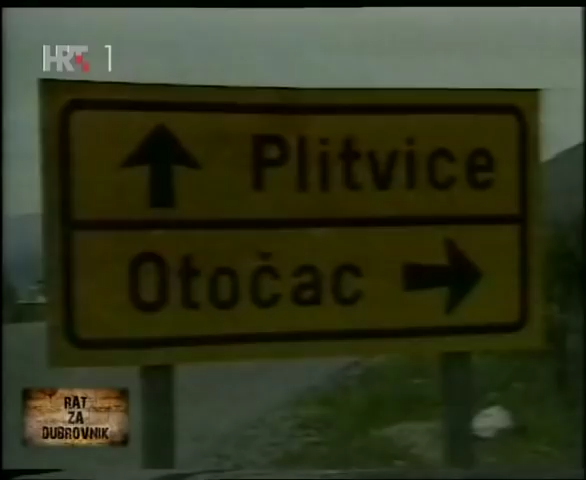 HRT 1
Plitvice
Otočac
RAT
ZA
DUBROVNIK